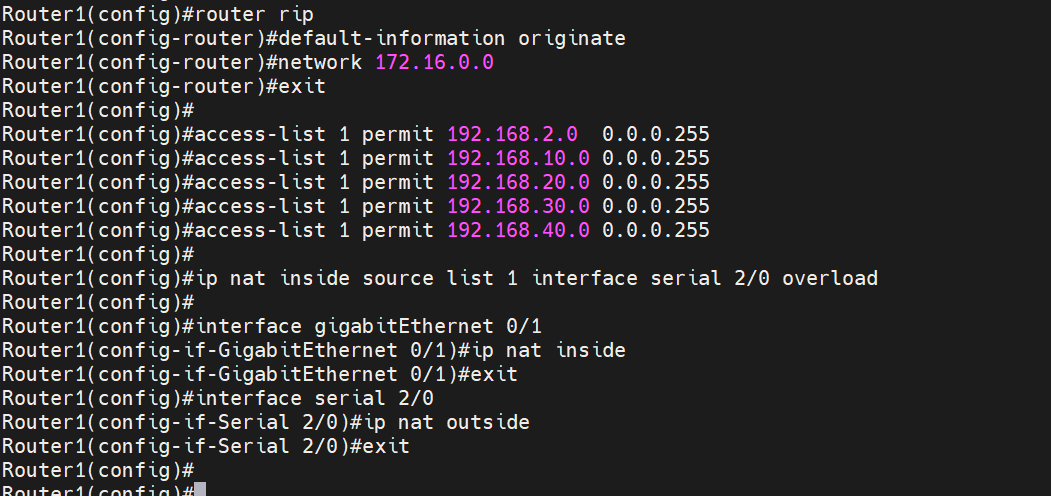 Router1(config)#router rip
Router1(config-router)#default-information originate
Router1(config-router)#network 172.16.0.0
Router1(config-router)#exit
Router1(config)#
Router1(config)#access-list 1 permit 192.168.2.0  0.0.0.255
Router1(config)#access-list 1 permit 192.168.10.0 0.0.0.255
Router1(config)#access-list 1 permit 192.168.20.0 0.0.0.255
Router1(config)#access-list 1 permit 192.168.30.0 0.0.0.255
Router1(config)#access-list 1 permit 192.168.40.0 0.0.0.255
Router1(config)#
Router1(config)#ip nat inside source list 1 interface serial 2/0 overload
Router1(config)#
Router1(config)#interface gigabitEthernet 0/1
Router1(config-if-GigabitEthernet 0/1)#ip nat inside
Router1(config-if-GigabitEthernet 0/1)#exit
Router1(config)#interface serial 2/0
Router1(config-if-Serial 2/0)#ip nat outside
Router1(config-if-Serial 2/0)#exit
Router1(config)#
Router1(config)#